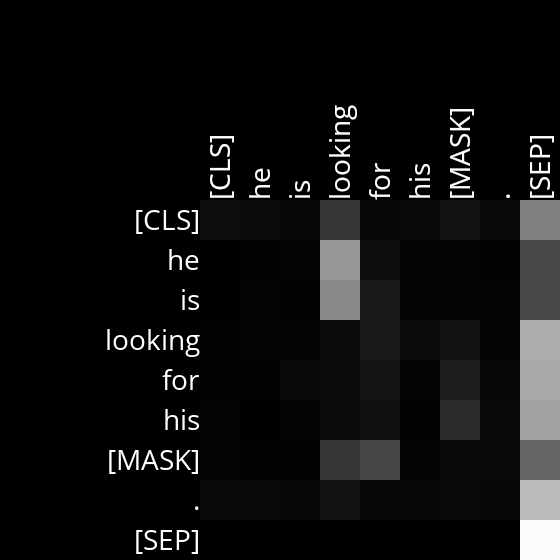 [CLS] he is looking for his [MASK] . [SEP]
[CLS]
he
is
looking
for
his
[MASK]
.
[SEP]